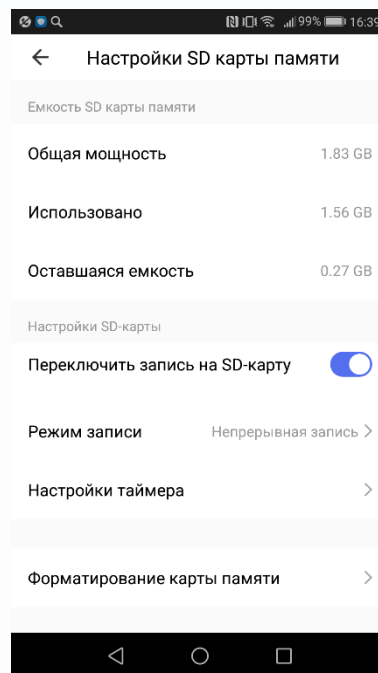 99% 16:39
Настройки SD карты памяти
Емкость SD карты памяти
Общая мощность 1.83 GB
Использовано 1.56 GB
Оставшаяся емкость 0.27 GB
Настройки SD-карты
Переключить запись на SD-карту
Режим записи Непрерывная запись
Настройки таймера
Форматирование карты памяти